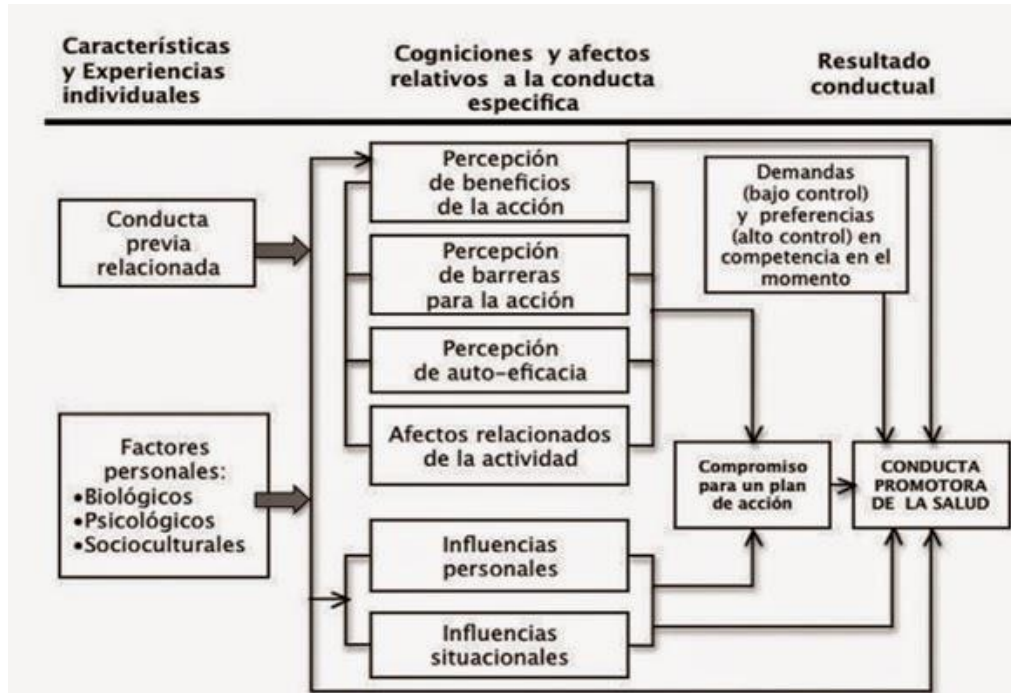 Características
y Experiencias
individuales
Cogniciones y afectos
relativos a la conducta
especifica
Resultado
conductual
Conducta
previa
relacionada
Factores
personales:
•Biológicos
•Psicológicos
•Socioculturales
Percepción
de beneficios
de la acción
Percepción
de barreras
para la acción
Percepción
de auto-eficacia
Afectos relacionados
de la actividad
Influencias
personales
Influencias
situacionales
Demandas
(bajo control)
y preferencias
(alto control) en
competencia en el
momento
Compromiso
para un plan
de acción
CONDUCTA
PROMOTORA
DE LA SALUD